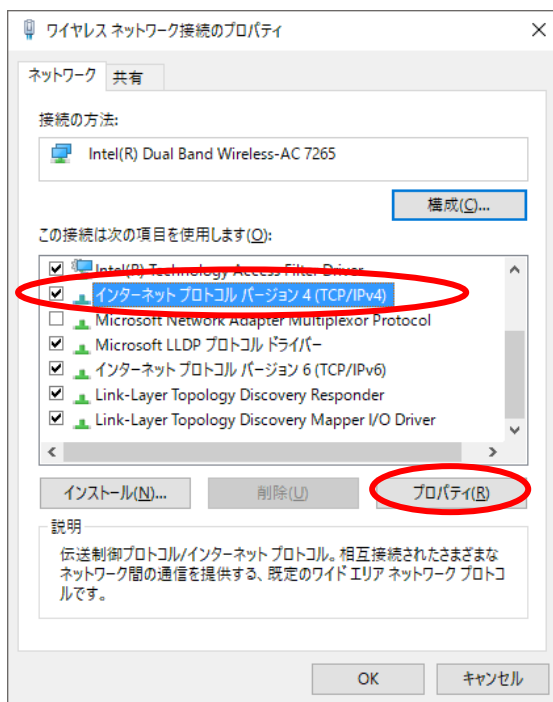 ワイヤレス ネットワーク接続のプロパティ
ネットワーク 共有
接続の方法:
Intel(R) Dual Band Wireless-AC 7265
構成(C)...
この接続は次の項目を使用します(O):
Intel(R) Technology Access Filter Driver
インターネット プロトコル バージョン 4 (TCP/IPv4)
Microsoft Network Adapter Multiplexor Protocol
Microsoft LLDP プロトコル ドライバー
インターネット プロトコル バージョン 6 (TCP/IPv6)
Link-Layer Topology Discovery Responder
Link-Layer Topology Discovery Mapper I/O Driver
インストール(N)... 削除(U) プロパティ(R)
説明
伝送制御プロトコル/インターネット プロトコル。相互接続されたさまざまな
ネットワーク間の通信を提供する、既定のワイド エリア ネットワーク プロトコ
ルです。
OK キャンセル